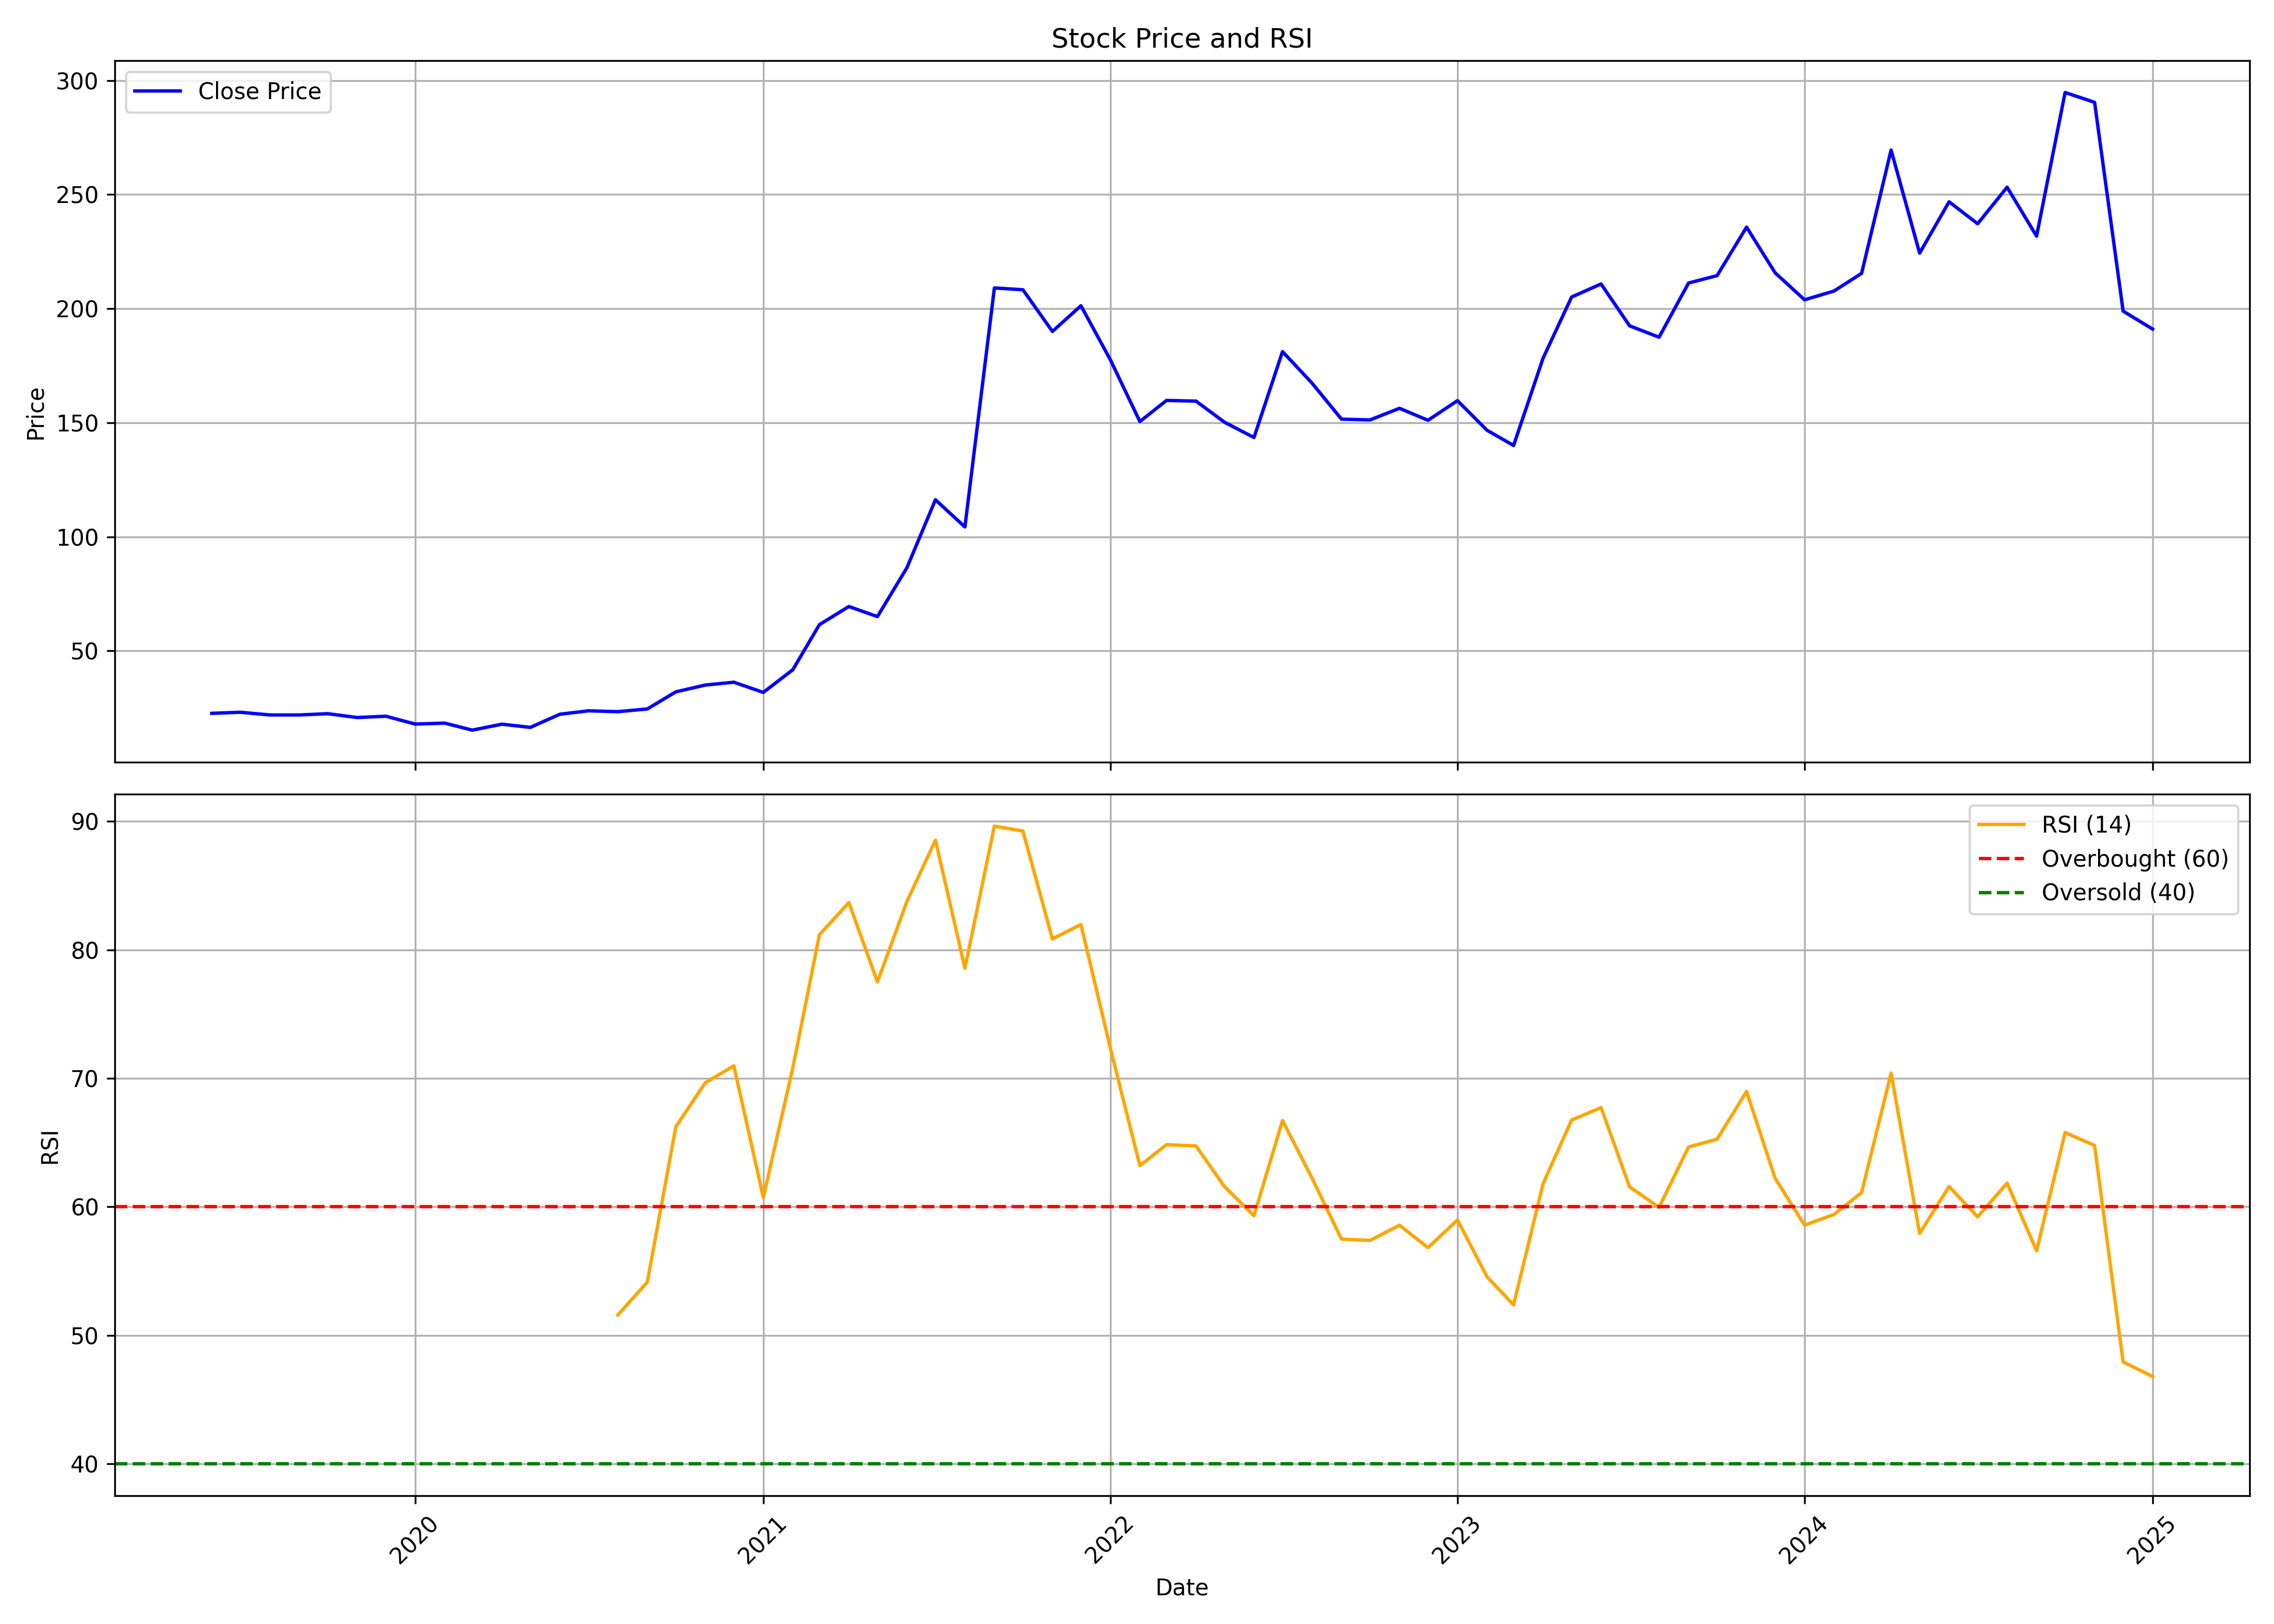 Stock Price and RSI
Close Price
300
250
200
150
100
50
Price
RSI (14)
Overbought (60)
Oversold (40)
90
80
70
60
50
40
RSI
2020
2021
2022
2023
2024
2025
Date